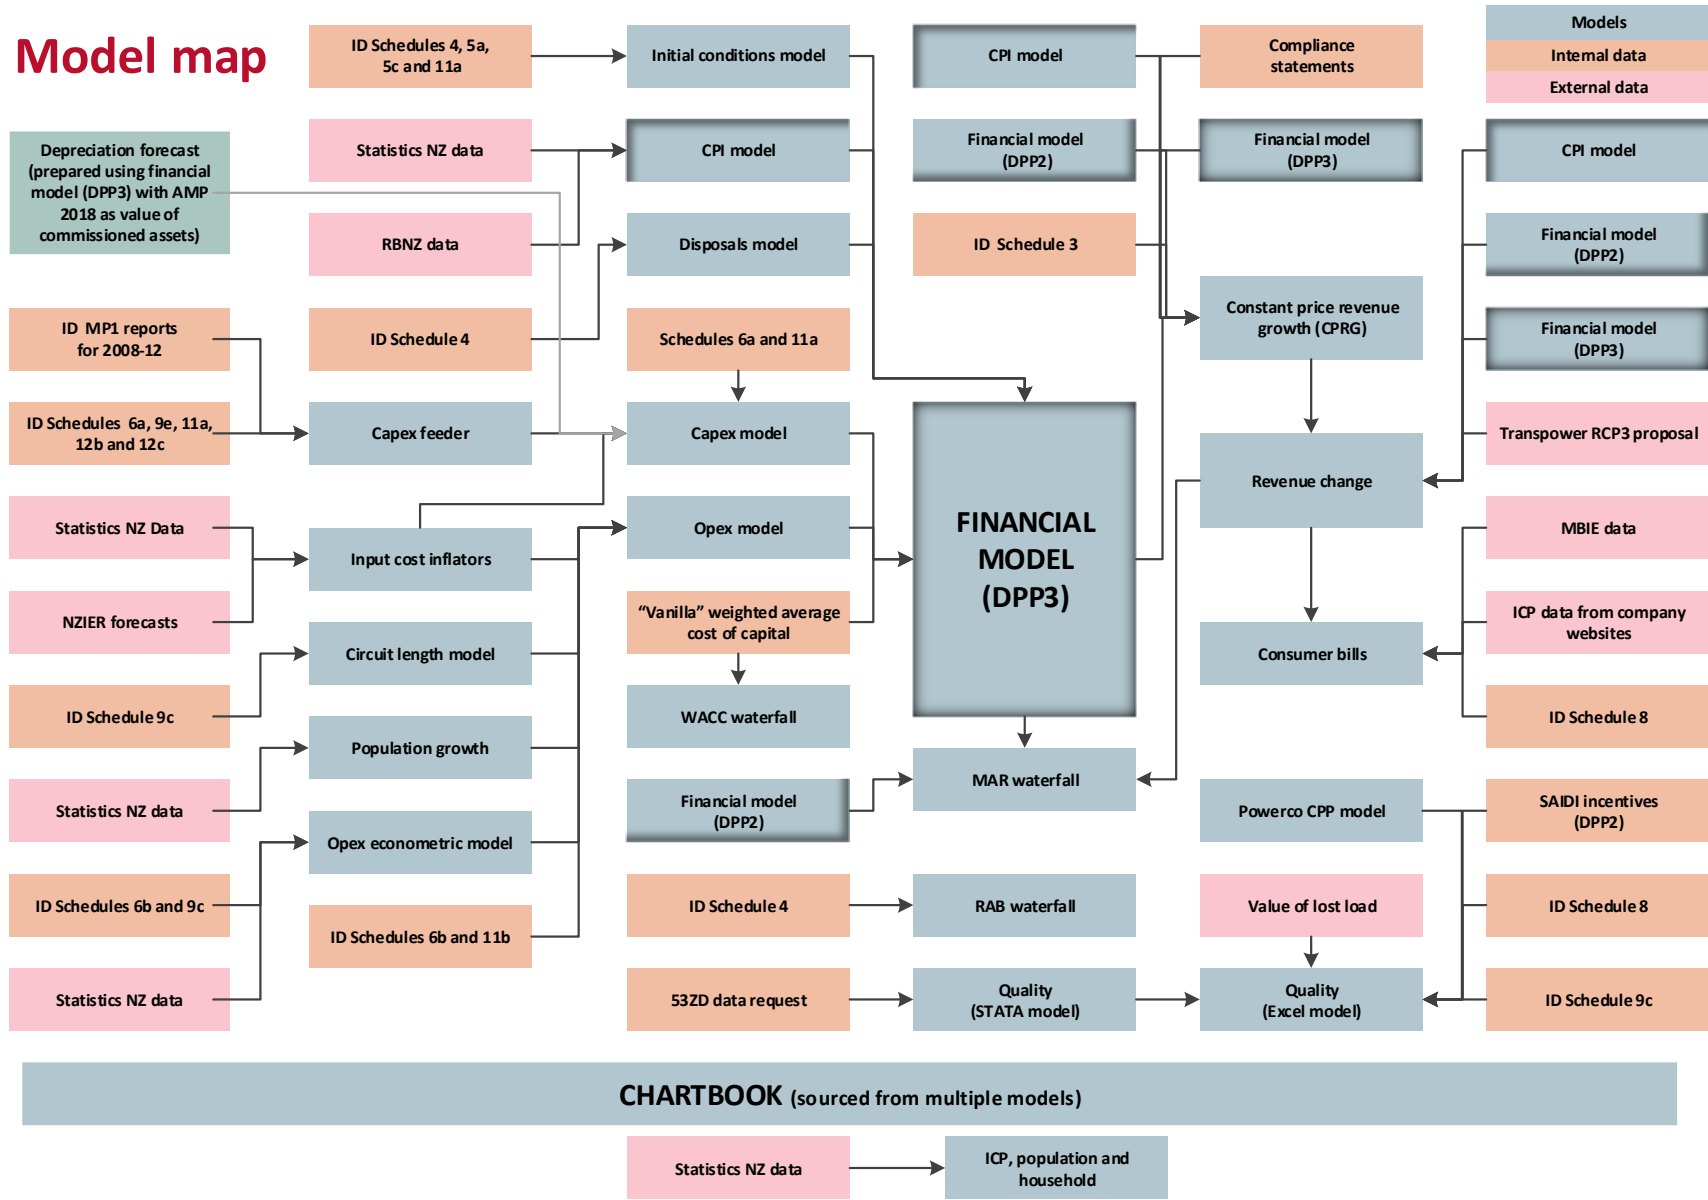 Model map
ID Schedules 4, 5a,
5c and 11a
Initial conditions model
CPI model
Compliance
statements
Models
Internal data
External data
Depreciation forecast
(prepared using financial
model (DPP3) with AMP
2018 as value of
commissioned assets)
Statistics NZ data
CPI model
Financial model
(DPP2)
Financial model
(DPP3)
CPI model
RBNZ data
Disposals model
ID Schedule 3
Financial model
(DPP2)
ID MP1 reports
for 2008-12
ID Schedule 4
Schedules 6a and 11a
Constant price revenue
growth (CPRG)
Financial model
(DPP3)
ID Schedules 6a, 9e, 11a,
12b and 12c
Capex feeder
Capex model
FINANCIAL
MODEL
(DPP3)
Revenue change
Transpower RCP3 proposal
Statistics NZ Data
Input cost inflators
Opex model
MBIE data
NZIER forecasts
Circuit length model
“Vanilla” weighted average
cost of capital
Consumer bills
ICP data from company
websites
ID Schedule 9c
Population growth
WACC waterfall
MAR waterfall
ID Schedule 8
Statistics NZ data
Opex econometric model
Financial model
(DPP2)
Powerco CPP model
SAIDI incentives
(DPP2)
ID Schedules 6b and 9c
ID Schedules 6b and 11b
ID Schedule 4
RAB waterfall
Value of lost load
ID Schedule 8
Statistics NZ data
53ZD data request
Quality
(STATA model)
Quality
(Excel model)
ID Schedule 9c
CHARTBOOK (sourced from multiple models)
Statistics NZ data
ICP, population and
household